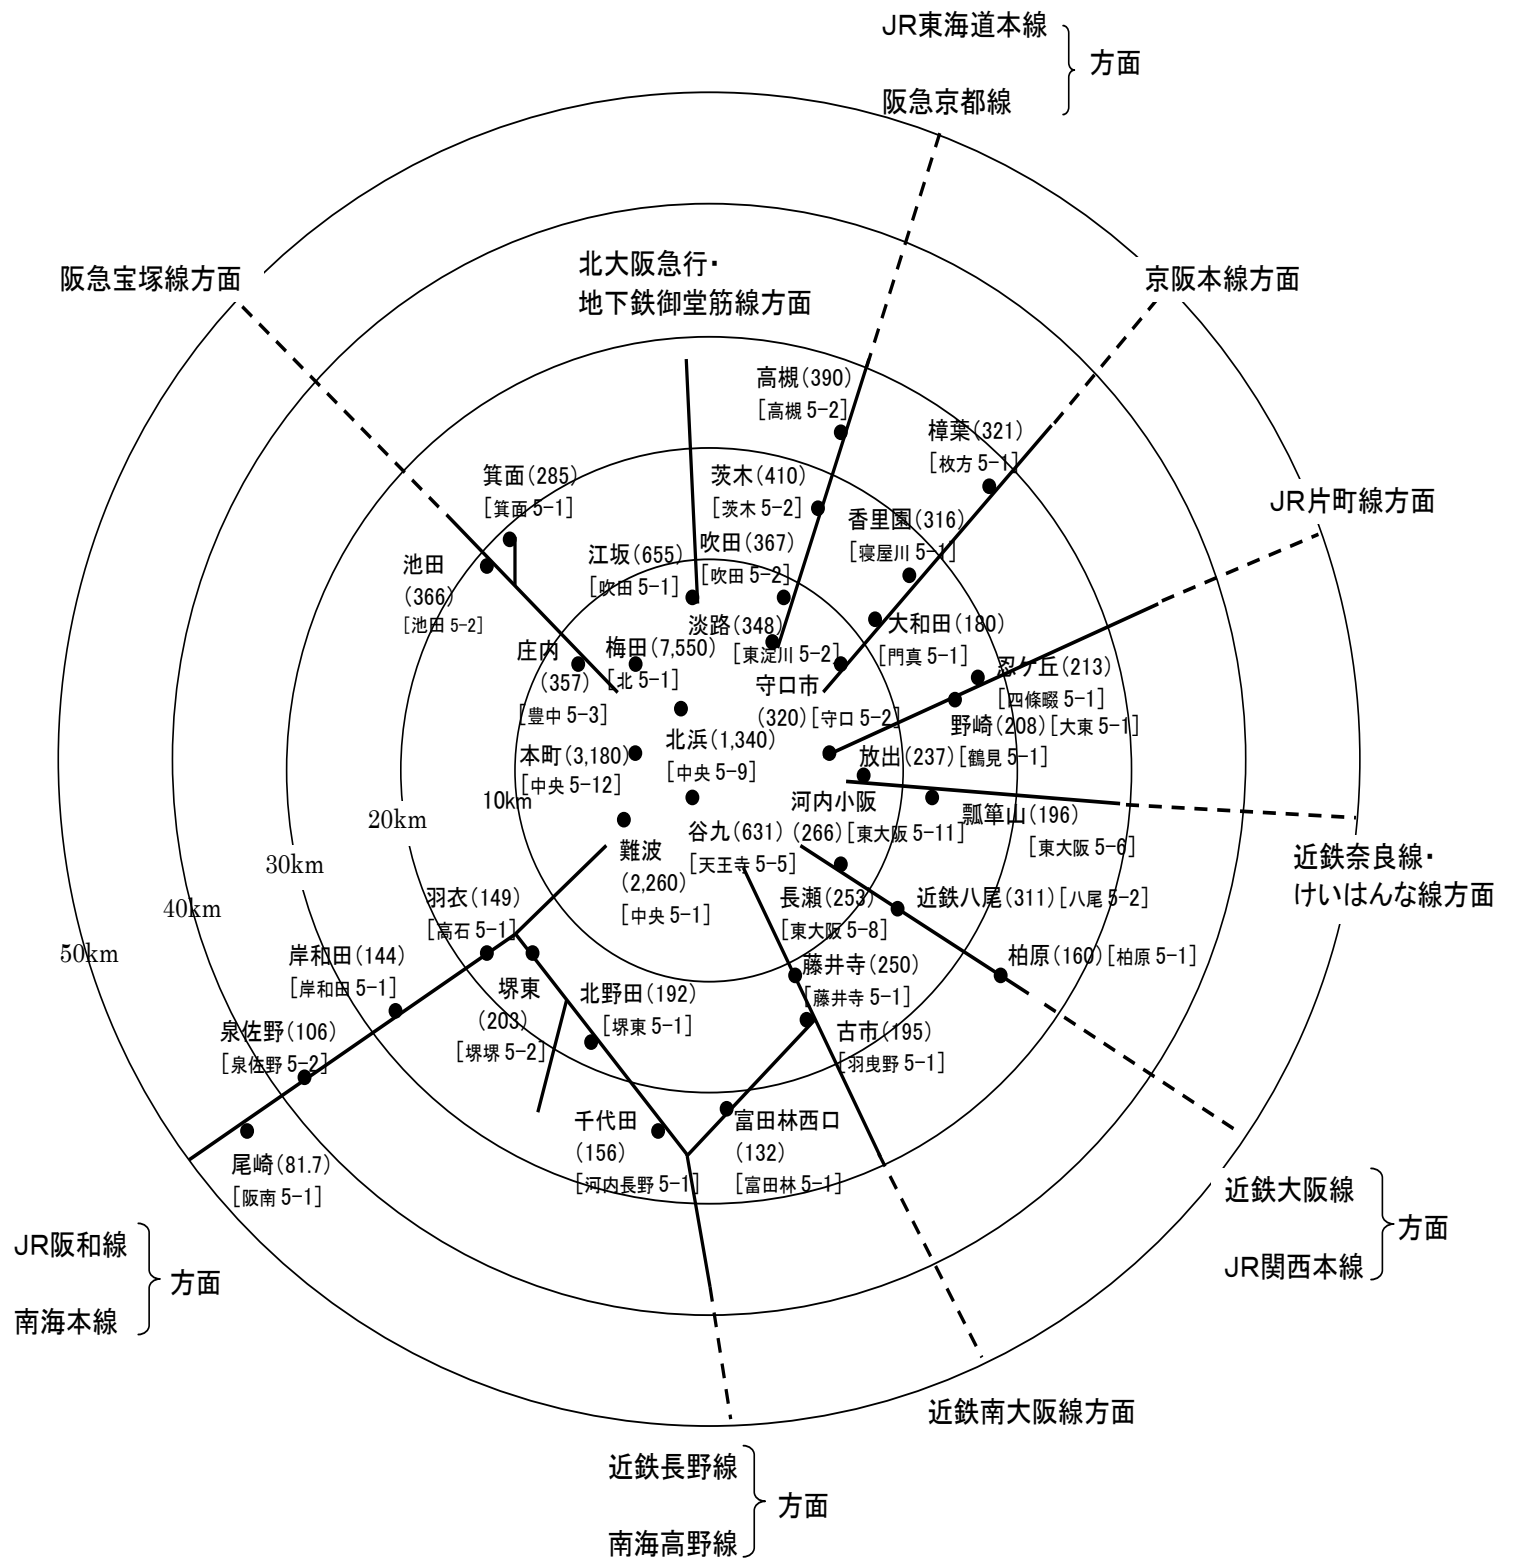 JR東海道本線
方面
阪急京都線
阪急宝塚線方面
北大阪急行・
地下鉄御堂筋線方面
京阪本線方面
高槻(390)
[高槻 5-2]
樟葉(321)
[枚方 5-1]
箕面(285)
[箕面 5-1]
茨木(410)
[茨木 5-2]
JR片町線方面
香里園(316)
[寝屋川 5-1]
江坂(655)
[吹田 5-1]
吹田(367)
[吹田 5-2]
池田
(366)
[池田 5-2]
淡路(348)
[東淀川 5-2]
大和田(180)
[門真 5-1]
庄内
(357)
[豊中 5-3]
梅田(7,550)
[北 5-1]
守口市
(320)[守口 5-2]
忍ケ丘(213)
[四條畷 5-1]
野崎(208)[大東 5-1]
北浜(1,340)
[中央 5-9]
本町(3,180)
[中央 5-12]
放出(237)[鶴見 5-1]
10km
20km
30km
40km
50km
河内小阪
(266)[東大阪 5-11]
瓢箪山(196)
[東大阪 5-6]
谷九(631)
[天王寺 5-5]
難波
(2,260)
[中央 5-1]
近鉄奈良線・
けいはんな線方面
羽衣(149)
[高石 5-1]
長瀬(253)
[東大阪 5-8]
近鉄八尾(311)[八尾 5-2]
岸和田(144)
[岸和田 5-1]
柏原(160)[柏原 5-1]
藤井寺(250)
[藤井寺 5-1]
堺東
(203)
[堺堺 5-2]
北野田(192)
[堺東 5-1]
泉佐野(106)
[泉佐野 5-2]
古市(195)
[羽曳野 5-1]
千代田
(156)
[河内長野 5-1]
富田林西口
(132)
[富田林 5-1]
尾崎(81.7)
[阪南 5-1]
近鉄大阪線
方面
JR関西本線
JR阪和線
方面
南海本線
近鉄南大阪線方面
近鉄長野線
方面
南海高野線